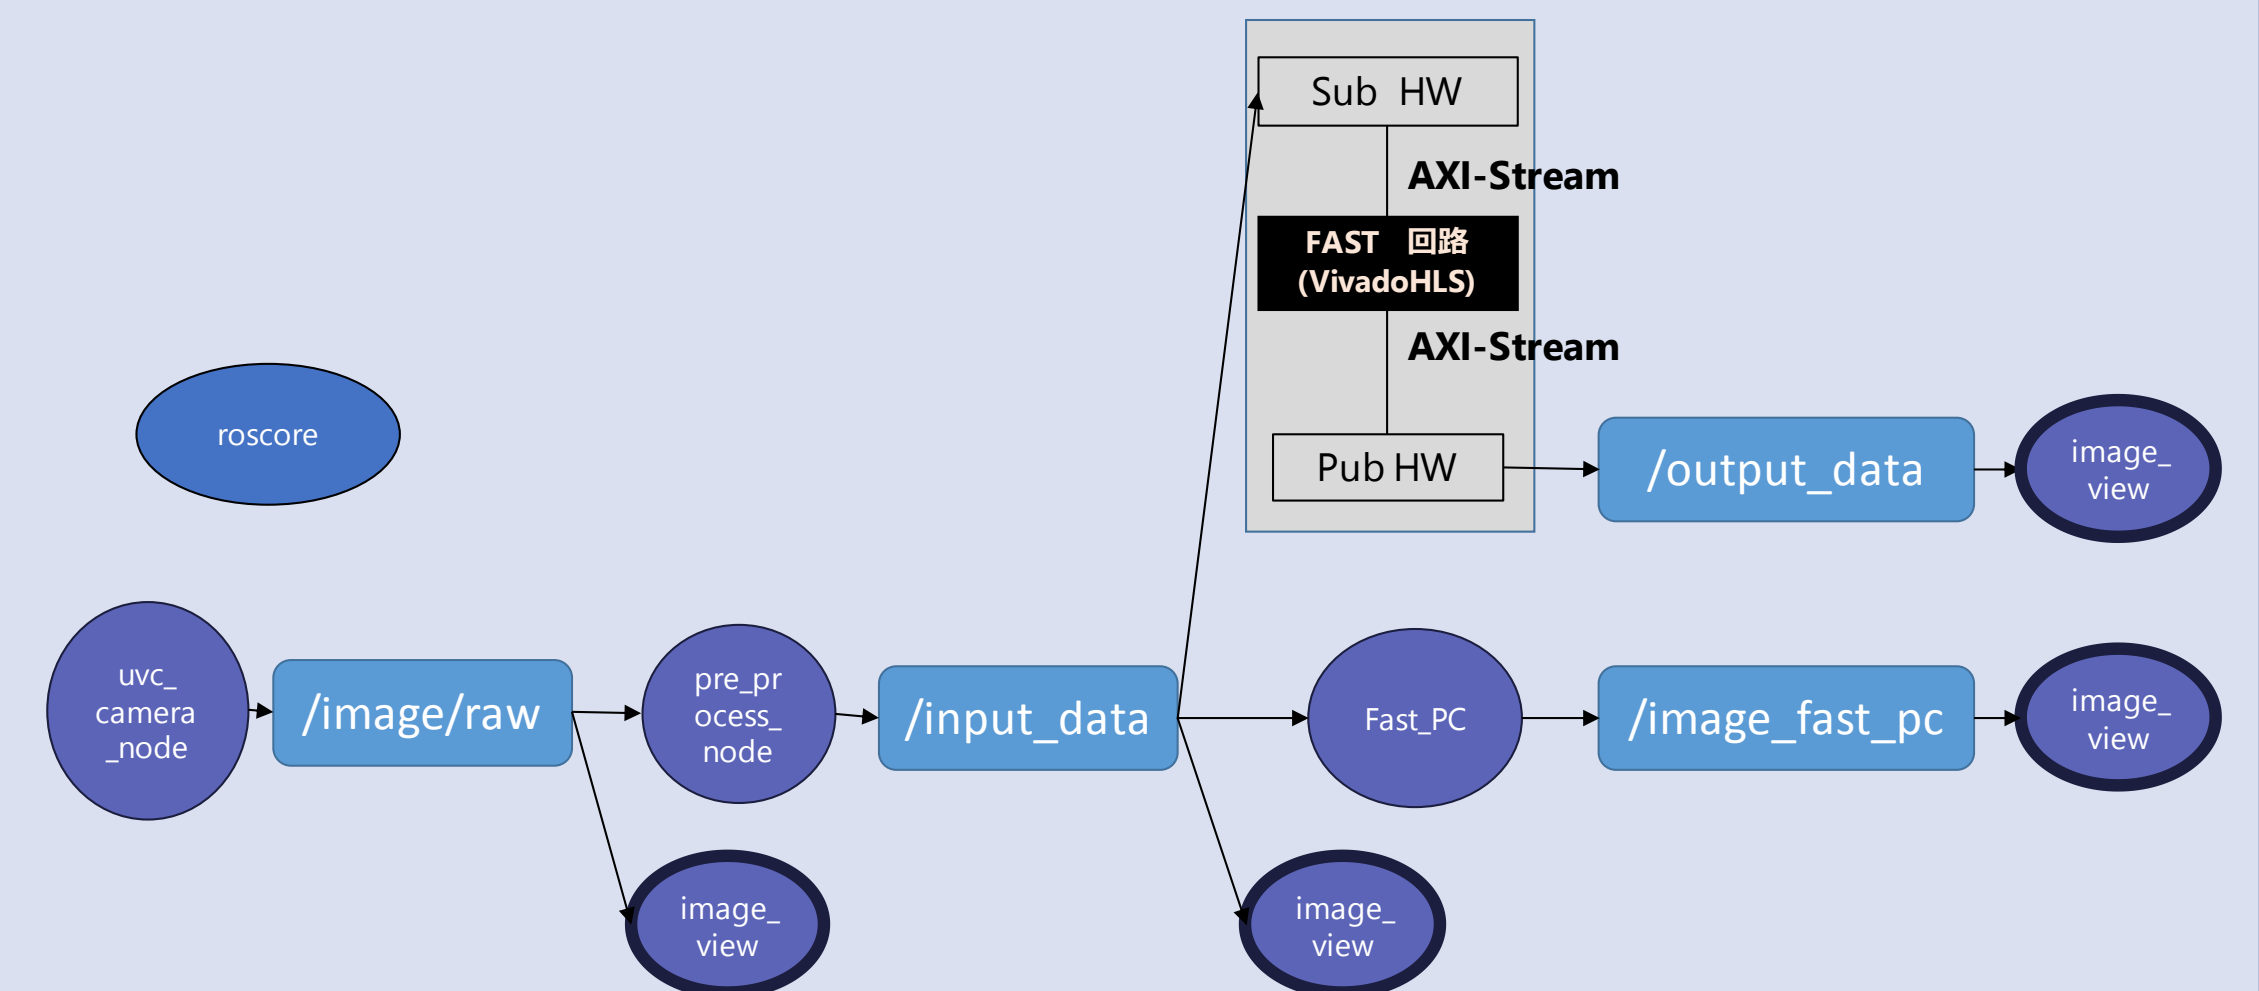 Sub HW
AXI-Stream
FAST 回路
(VivadoHLS)
AXI-Stream
roscore
Pub HW
/output_data
image_
view
uvc_
camera
_node
/image/raw
pre_pr
ocess_
node
/input_data
Fast_PC
/image_fast_pc
image_
view
image_
view
image_
view